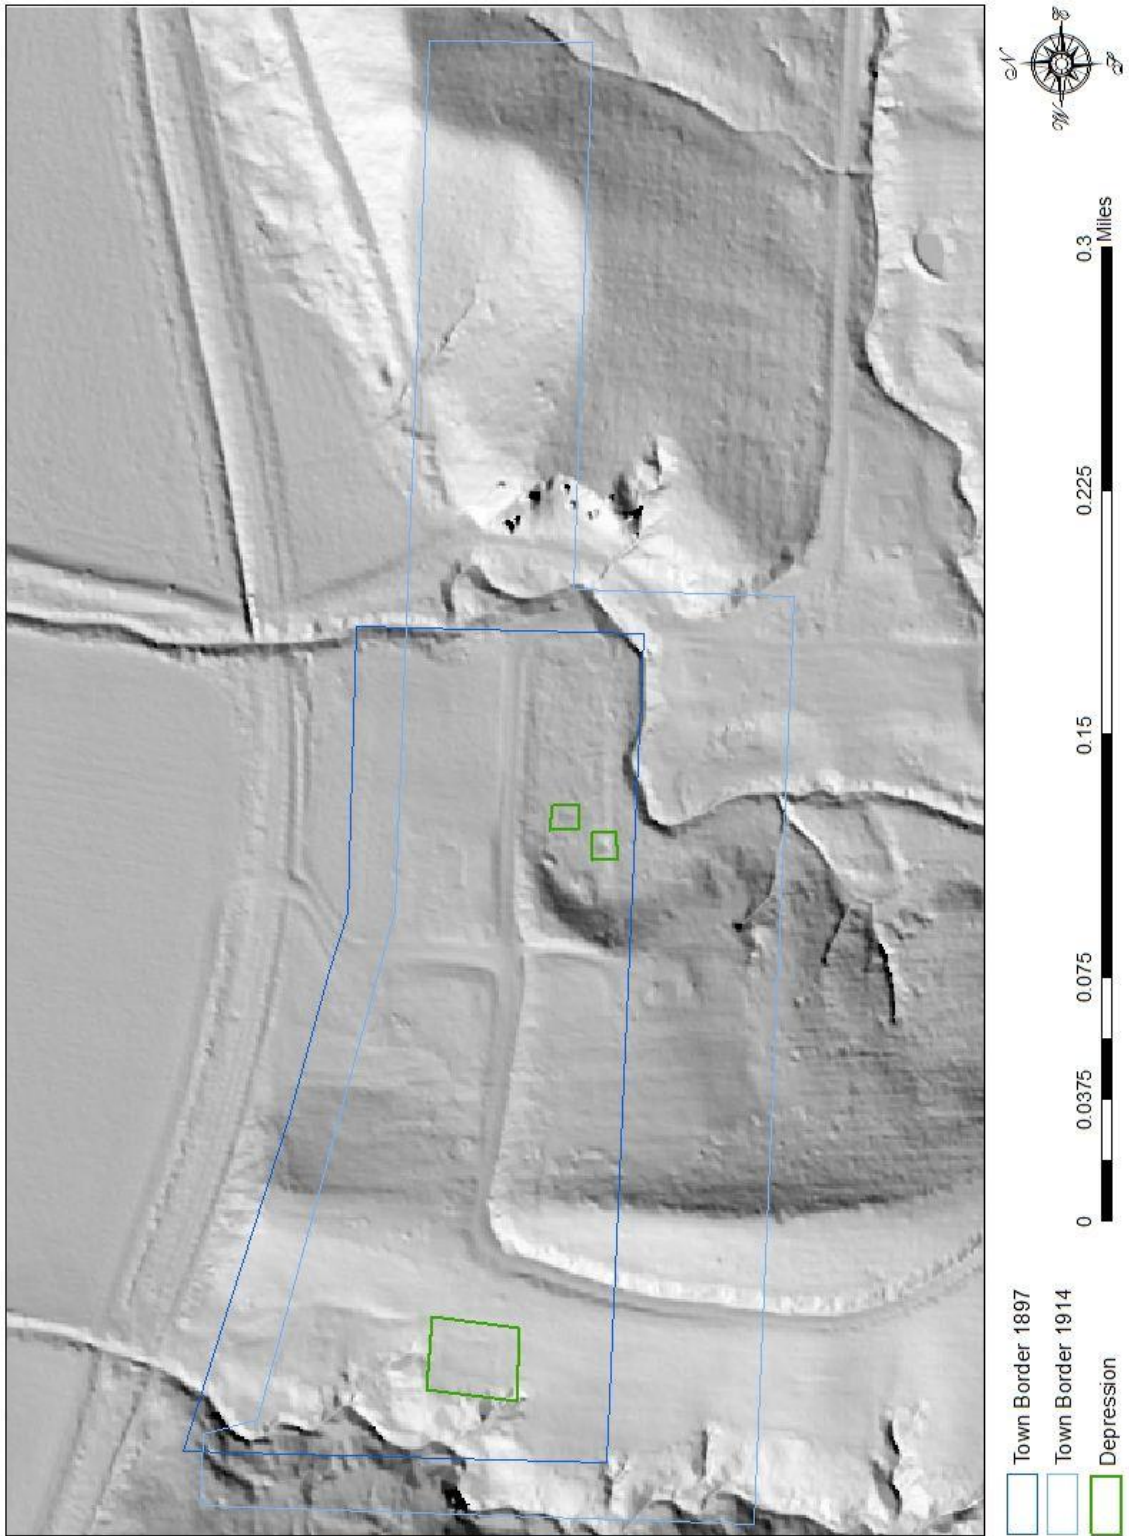 Town Border 1897
Town Border 1914
Depression
0 0.0375 0.075 0.15 0.225 0.3
Miles
N
E
S
W